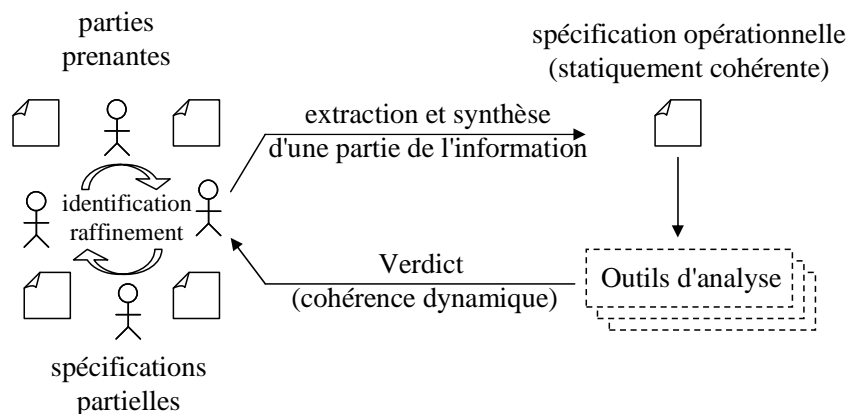 parties
prenantes
spécification opérationnelle
(statiquement cohérente)
extraction et synthèse
d'une partie de l'information
identification
raffinement
Verdict
(cohérence dynamique)
Outils d'analyse
spécifications
partielles